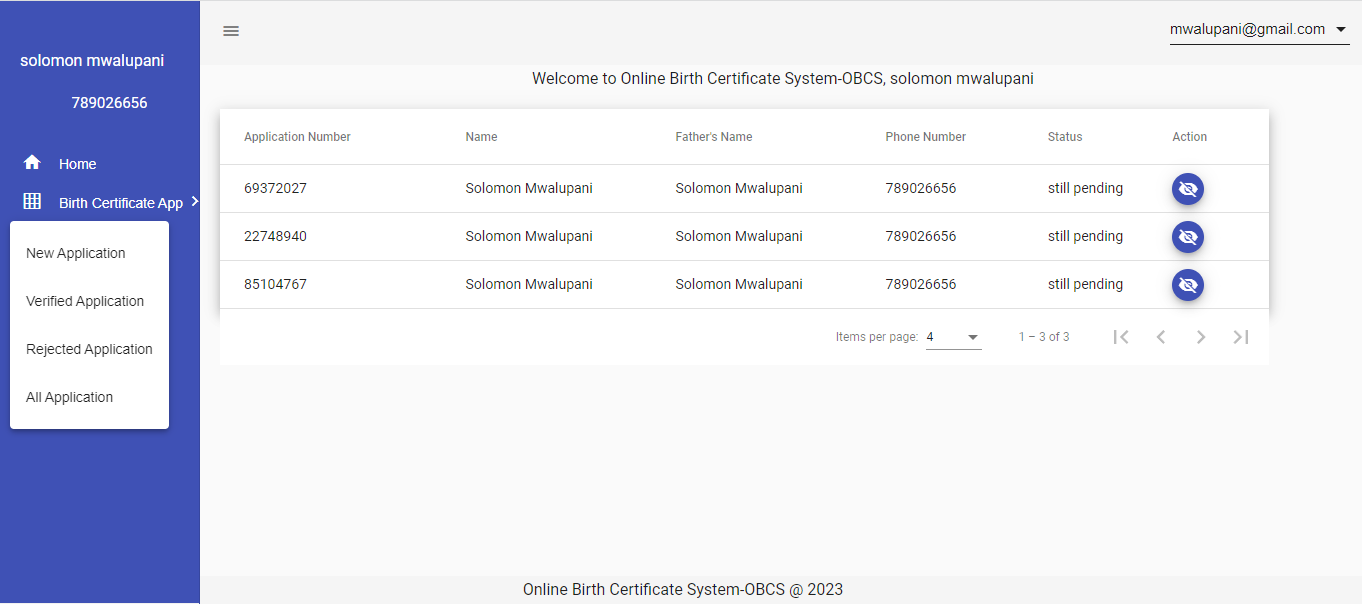 solomon mwalupani
789026656
Home
Birth Certificate App
New Application
Verified Application
Rejected Application
All Application
mwalupani@gmail.com
Welcome to Online Birth Certificate System-OBCS, solomon mwalupani
Application Number Name Father's Name Phone Number Status Action
69372027 Solomon Mwalupani Solomon Mwalupani 789026656 still pending
22748940 Solomon Mwalupani Solomon Mwalupani 789026656 still pending
85104767 Solomon Mwalupani Solomon Mwalupani 789026656 still pending
Items per page: 4 1 – 3 of 3
Online Birth Certificate System-OBCS @ 2023